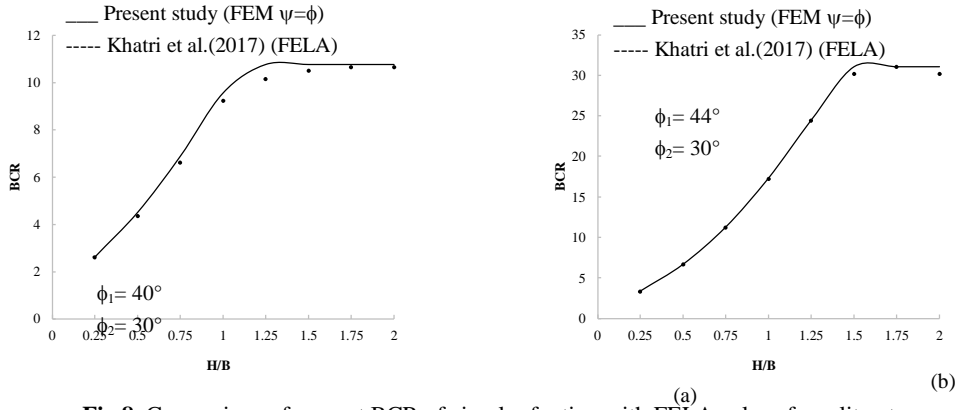 ___ Present study (FEM ψ=ϕ)
----- Khatri et al.(2017) (FELA)
12
10
8
6
4
2
0
BCR
ϕ1= 40°
ϕ2= 30°
0 0.25 0.5 0.75 1 1.25 1.5 1.75 2
H/B
___ Present study (FEM ψ=ϕ)
----- Khatri et al.(2017) (FELA)
35
30
25
20
15
10
5
0
BCR
ϕ1= 44°
ϕ2= 30°
0 0.25 0.5 0.75 1 1.25 1.5 1.75 2
H/B
(a)
(b)